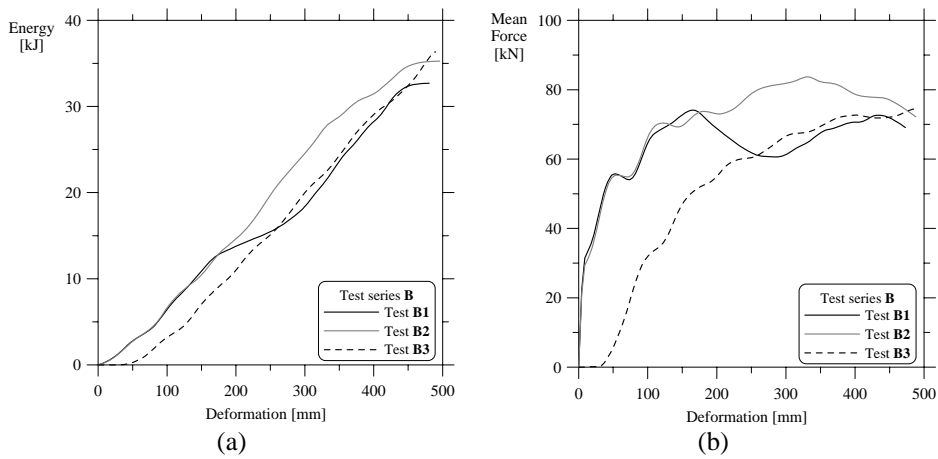 Energy
[kJ]
40
30
20
10
0
0 100 200 300 400 500
Deformation [mm]
Test series B
Test B1
Test B2
Test B3
(a)
Mean
Force
[kN]
100
80
60
40
20
0
0 100 200 300 400 500
Deformation [mm]
Test series B
Test B1
Test B2
Test B3
(b)